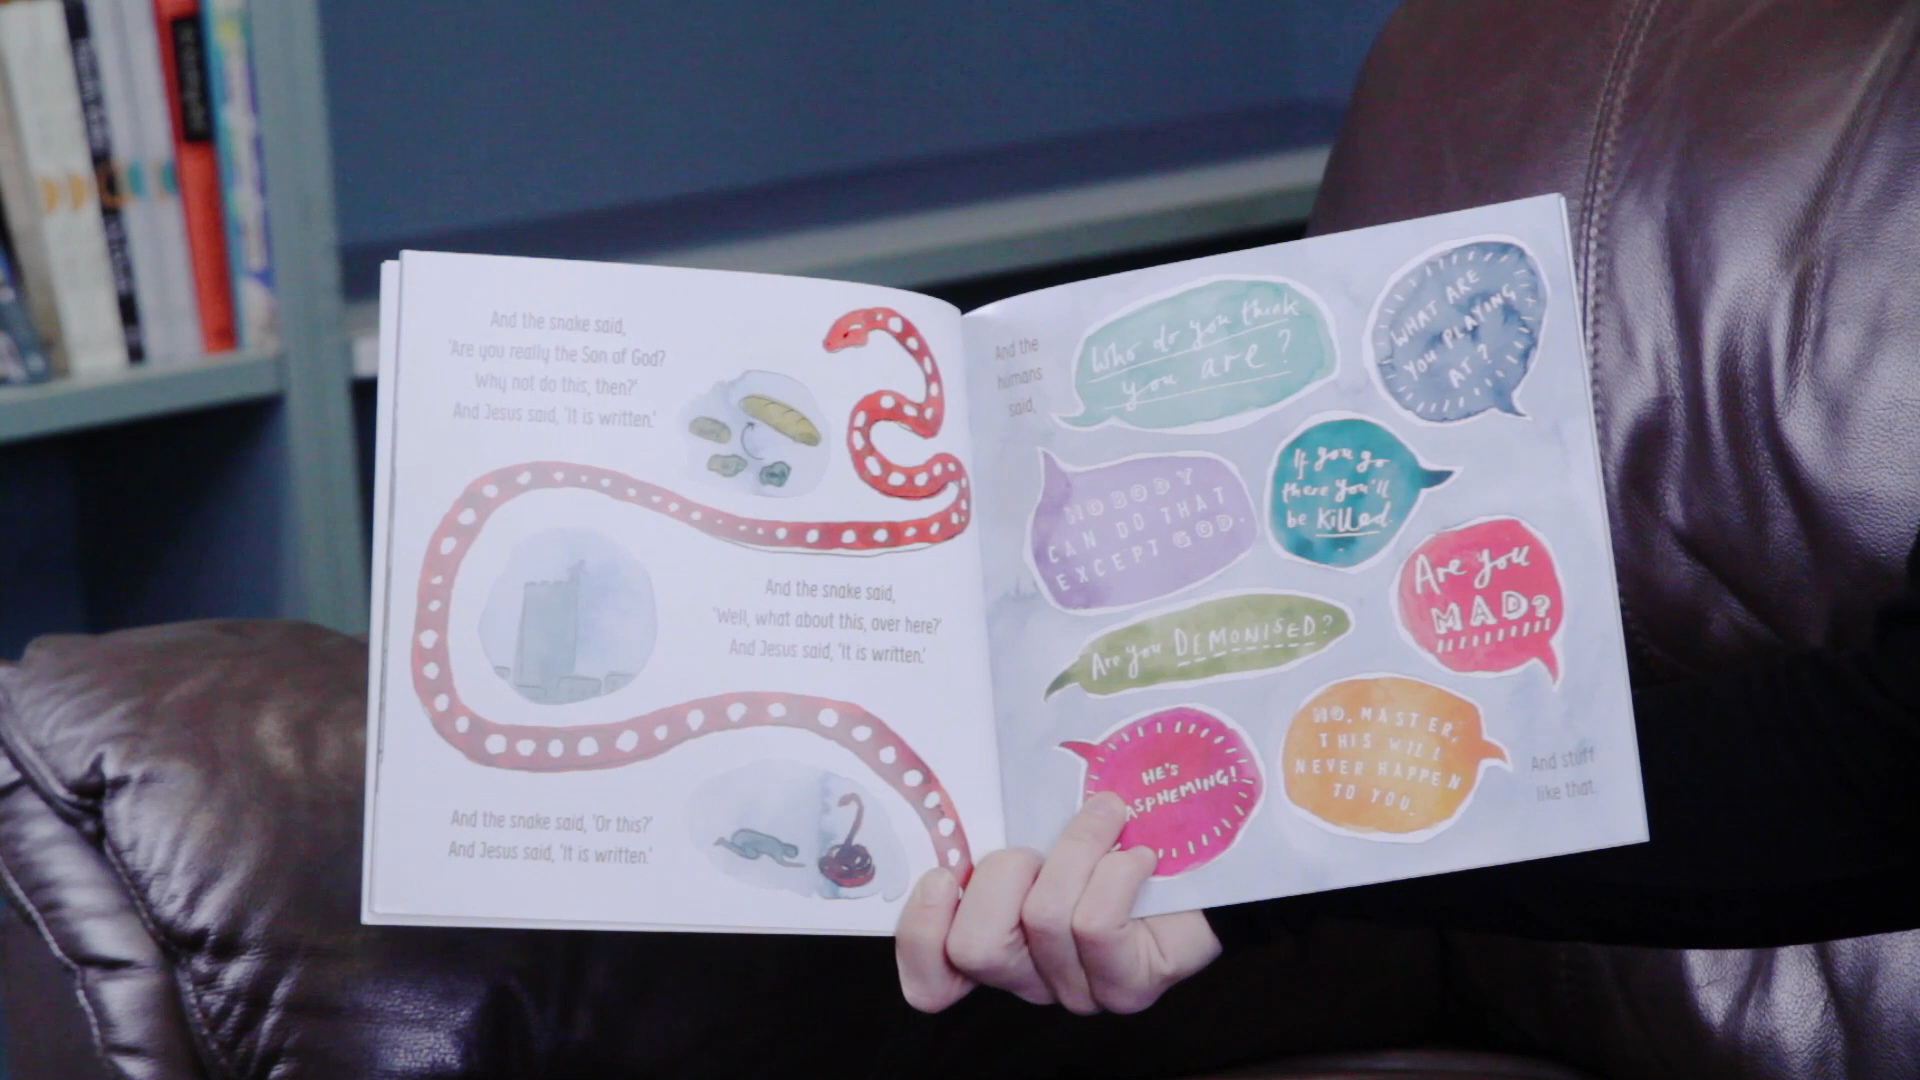 And the snake said,
'Are you really the Son of God?
Why not do this, then?'
And Jesus said, 'It is written.'
And the snake said,
'Well, what about this, over here?'
And Jesus said, 'It is written.'
And the snake said, 'Or this?'
And Jesus said, 'It is written.'
And the
humans
said,
Who do you think
you are?
WHAT ARE
YOU PLAYING
AT?
NOBODY
CAN DO THAT
EXCEPT GOD.
If you go
there you'll
be killed.
Are you
MAD?
Are you DEMONISED?
HE'S
ASPHEMING!
NO, MASTER,
THIS WILL
NEVER HAPPEN
TO YOU.
And stuff
like that.